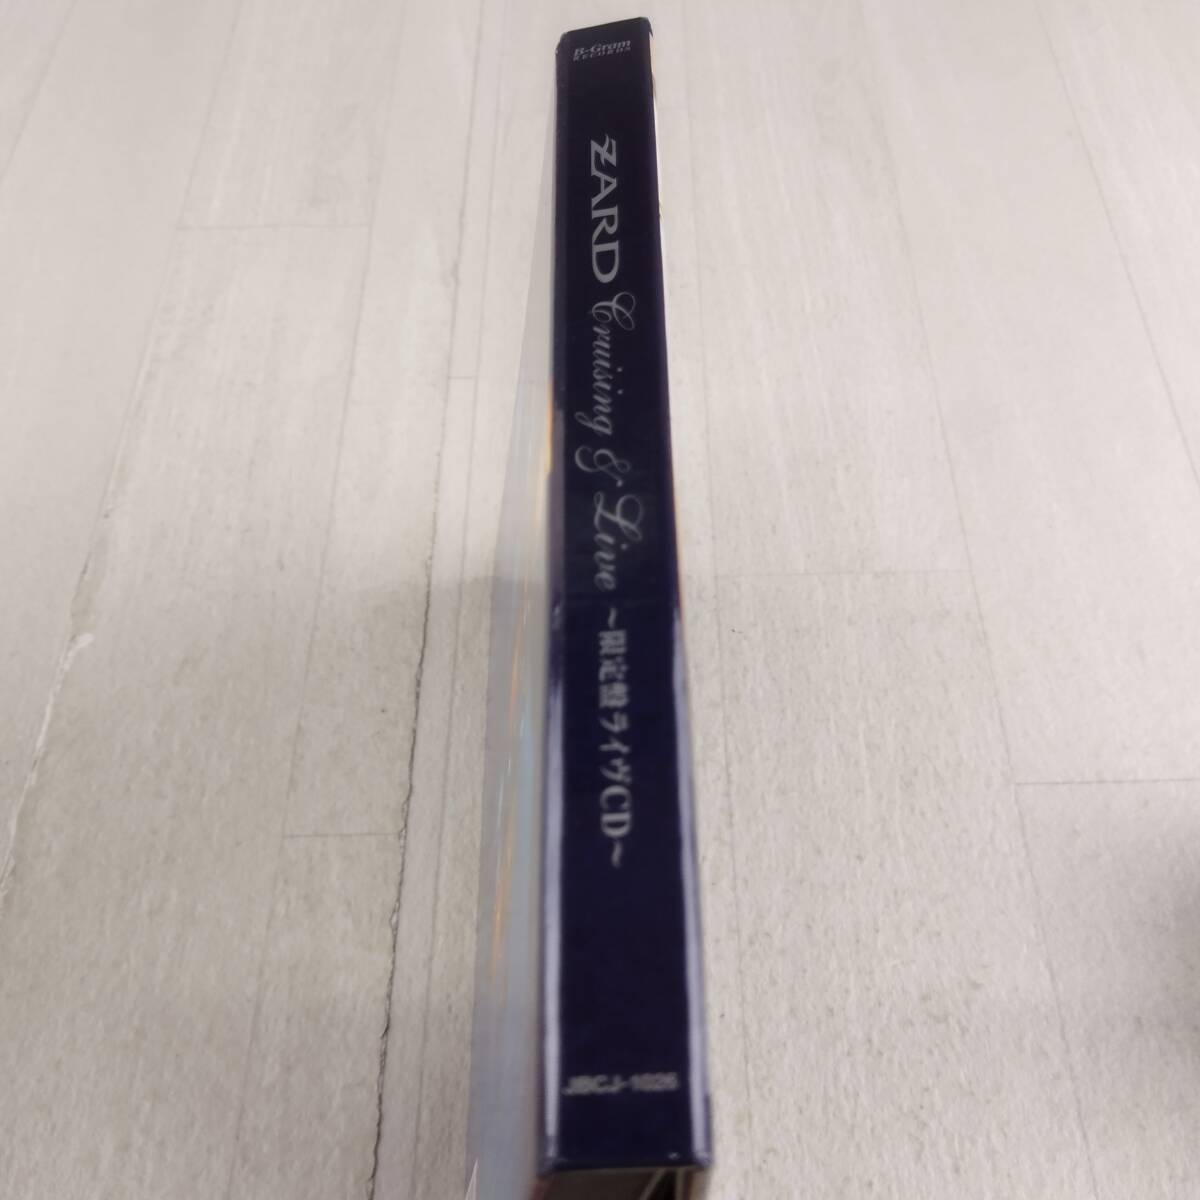 B-Gram
RECORDS
ZARD Cruising & Live ~限定盤ライヴCD~
JBCJ-1026